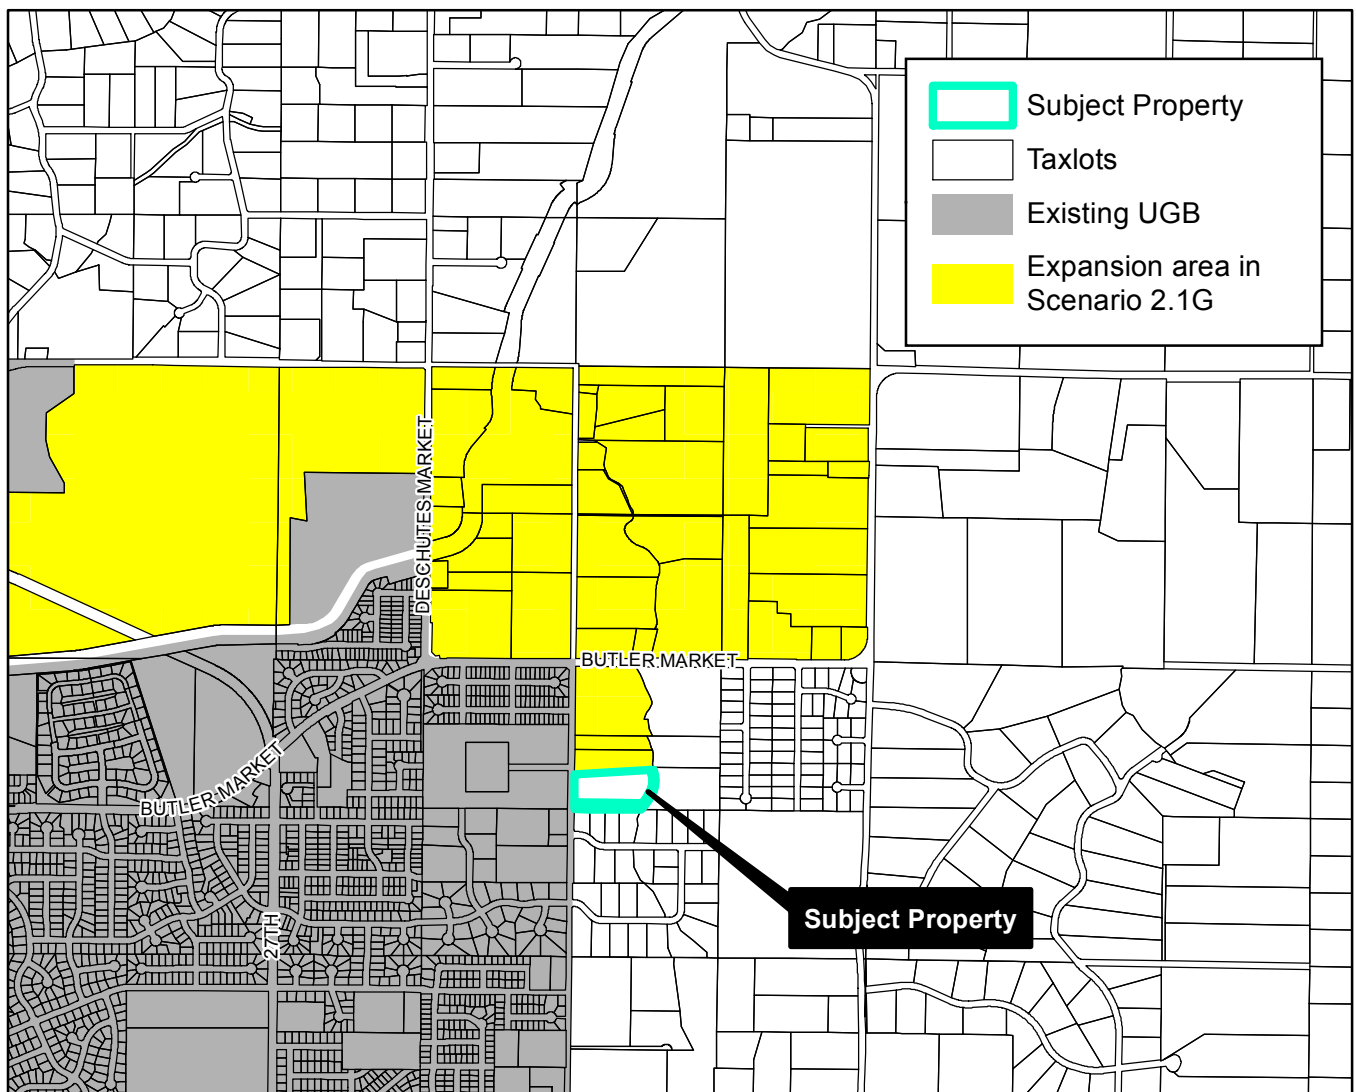 Subject Property
Taxlots
Existing UGB
Expansion area in
Scenario 2.1G
DESCHUTES MARKET
BUTLER MARKET
BUTLER MARKET
Subject Property
27TH